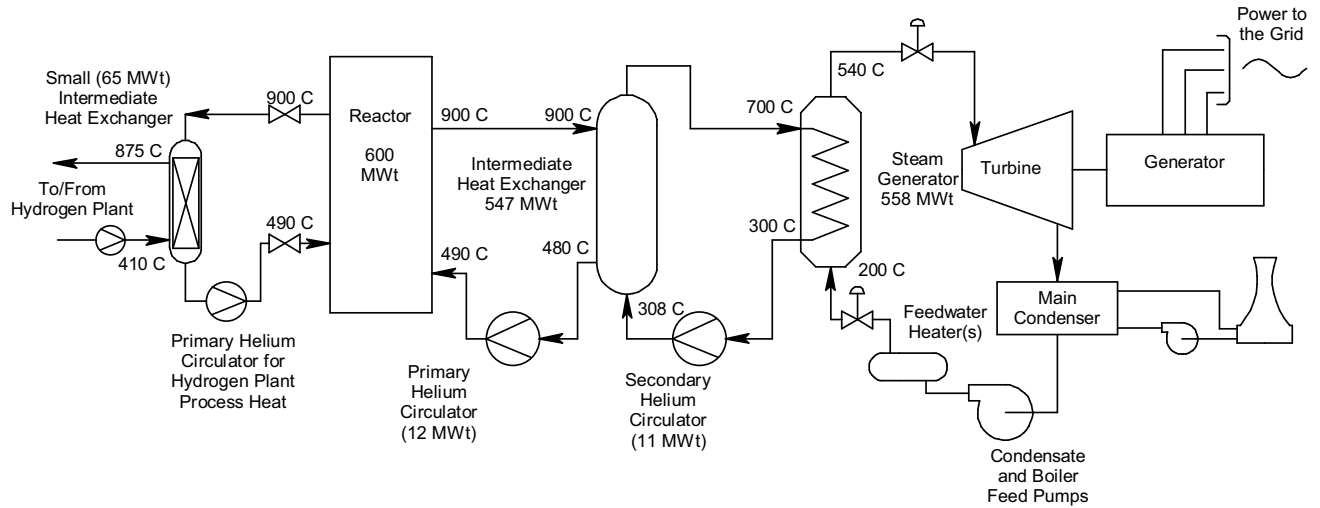 Power to
the Grid
Small (65 MWt)
Intermediate
Heat Exchanger
900 C
875 C
To/From
Hydrogen Plant
410 C
490 C
Primary Helium
Circulator for
Hydrogen Plant
Process Heat
Reactor
600
MWt
900 C
900 C
Intermediate
Heat Exchanger
547 MWt
490 C
480 C
Primary
Helium
Circulator
(12 MWt)
308 C
Secondary
Helium
Circulator
(11 MWt)
700 C
300 C
540 C
200 C
Steam
Generator
558 MWt
Turbine
Generator
Main
Condenser
Feedwater
Heater(s)
Condensate
and Boiler
Feed Pumps